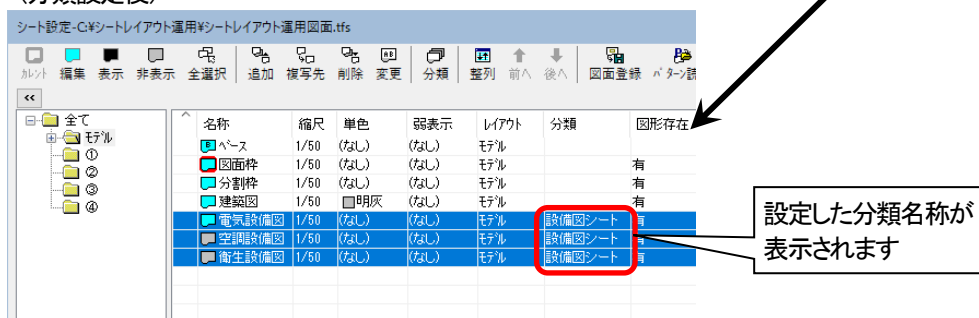 シート設定-C:¥シートレイアウト運用¥シートレイアウト運用図面.tfs
カレント 編集 表示 非表示 全選択 追加 複写先 削除 変更 分類 整列 前へ 後へ 図面登録 パターン読
<<
全て
モデル
①
②
③
④
名称 縮尺 単色 弱表示 レイアウト 分類 図形存在
ベース 1/50 (なし) (なし) モデル
図面枠 1/50 (なし) (なし) モデル 有
分割枠 1/50 (なし) (なし) モデル 有
建築図 1/50 明灰 (なし) モデル 有
電気設備図 1/50 (なし) (なし) モデル 設備図シート 有
空調設備図 1/50 (なし) (なし) モデル 設備図シート 有
衛生設備図 1/50 (なし) (なし) モデル 設備図シート 有
設定した分類名称が
表示されます